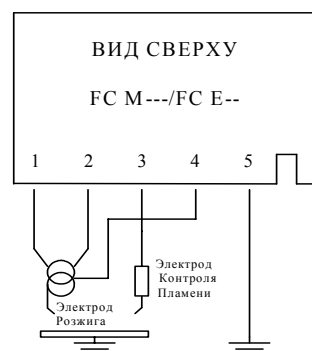 ВИД СВЕРХУ
FC M---/FC E--
1 2 3 4 5
Электрод
Контроля
Пламени
Электрод
Розжига